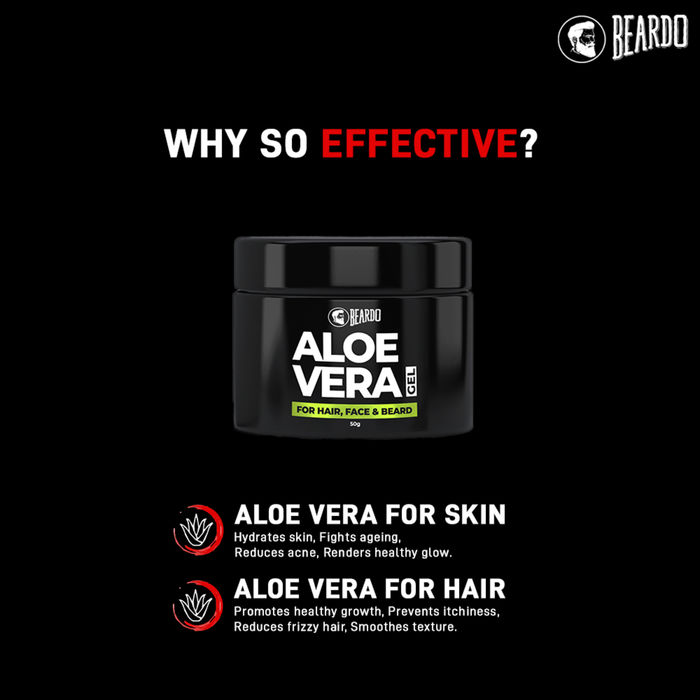 BEARDO
WHY SO EFFECTIVE?
BEARDO
ALOE
VERA GEL
FOR HAIR, FACE & BEARD
50g
ALOE VERA FOR SKIN
Hydrates skin, Fights ageing,
Reduces acne, Renders healthy glow.
ALOE VERA FOR HAIR
Promotes healthy growth, Prevents itchiness,
Reduces frizzy hair, Smoothes texture.